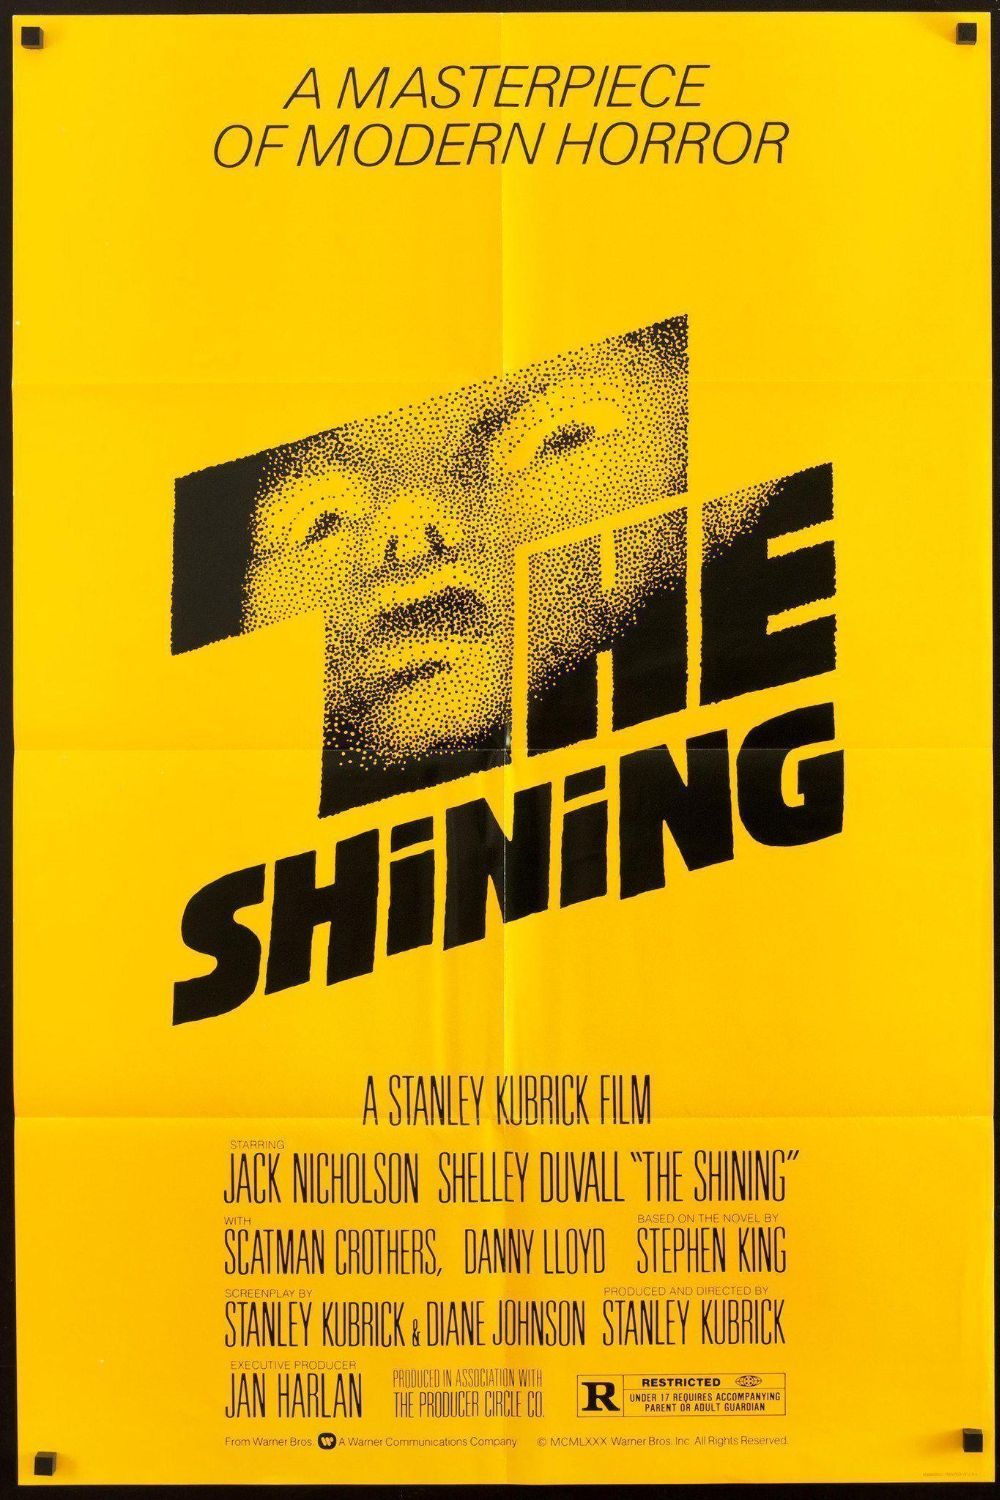 A MASTERPIECE
OF MODERN HORROR
THE
SHiNiNG
A STANLEY KUBRICK FILM
STARRING
JACK NICHOLSON SHELLEY DUVALL "THE SHINING"
WITH
SCATMAN CROTHERS, DANNY LLOYD
BASED ON THE NOVEL BY
STEPHEN KING
SCREENPLAY BY
STANLEY KUBRICK & DIANE JOHNSON
PRODUCED AND DIRECTED BY
STANLEY KUBRICK
EXECUTIVE PRODUCER
JAN HARLAN
PRODUCED IN ASSOCIATION WITH
THE PRODUCER CIRCLE CO.
R RESTRICTED
UNDER 17 REQUIRES ACCOMPANYING
PARENT OR ADULT GUARDIAN
From Warner Bros. A Warner Communications Company
© MCMLXXX Warner Bros. Inc. All Rights Reserved.